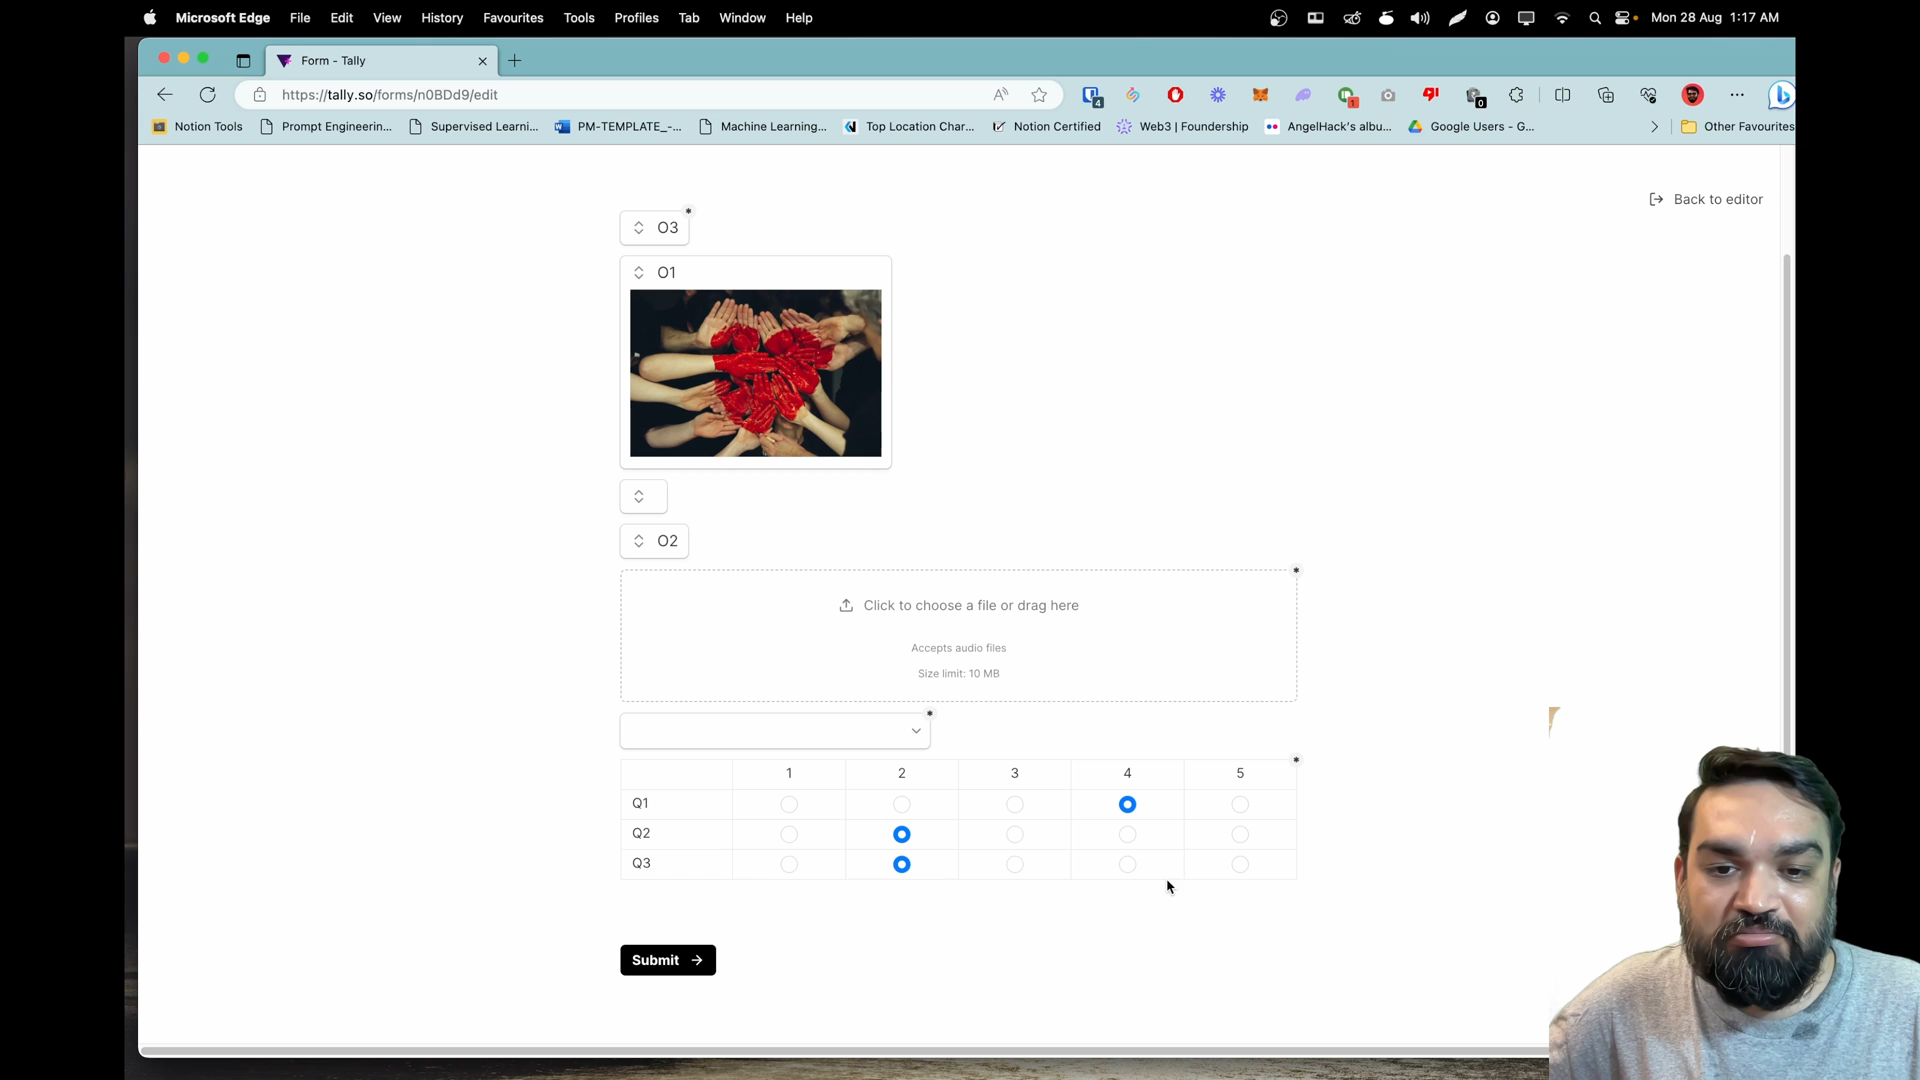 Microsoft Edge File Edit View History Favourites Tools Profiles Tab Window Help Mon 28 Aug 1:17 AM
Form - Tally
https://tally.so/forms/n0BDd9/edit 4 1 0
Notion Tools Prompt Engineerin... Supervised Learni... PM-TEMPLATE_-... Machine Learning... Top Location Char... Notion Certified Web3 | Foundership AngelHack's albu... Google Users - G... Other Favourites
Back to editor
O3 *
O1
O2
*
Click to choose a file or drag here
Accepts audio files
Size limit: 10 MB
*
*
1 2 3 4 5
Q1
Q2
Q3
Submit →